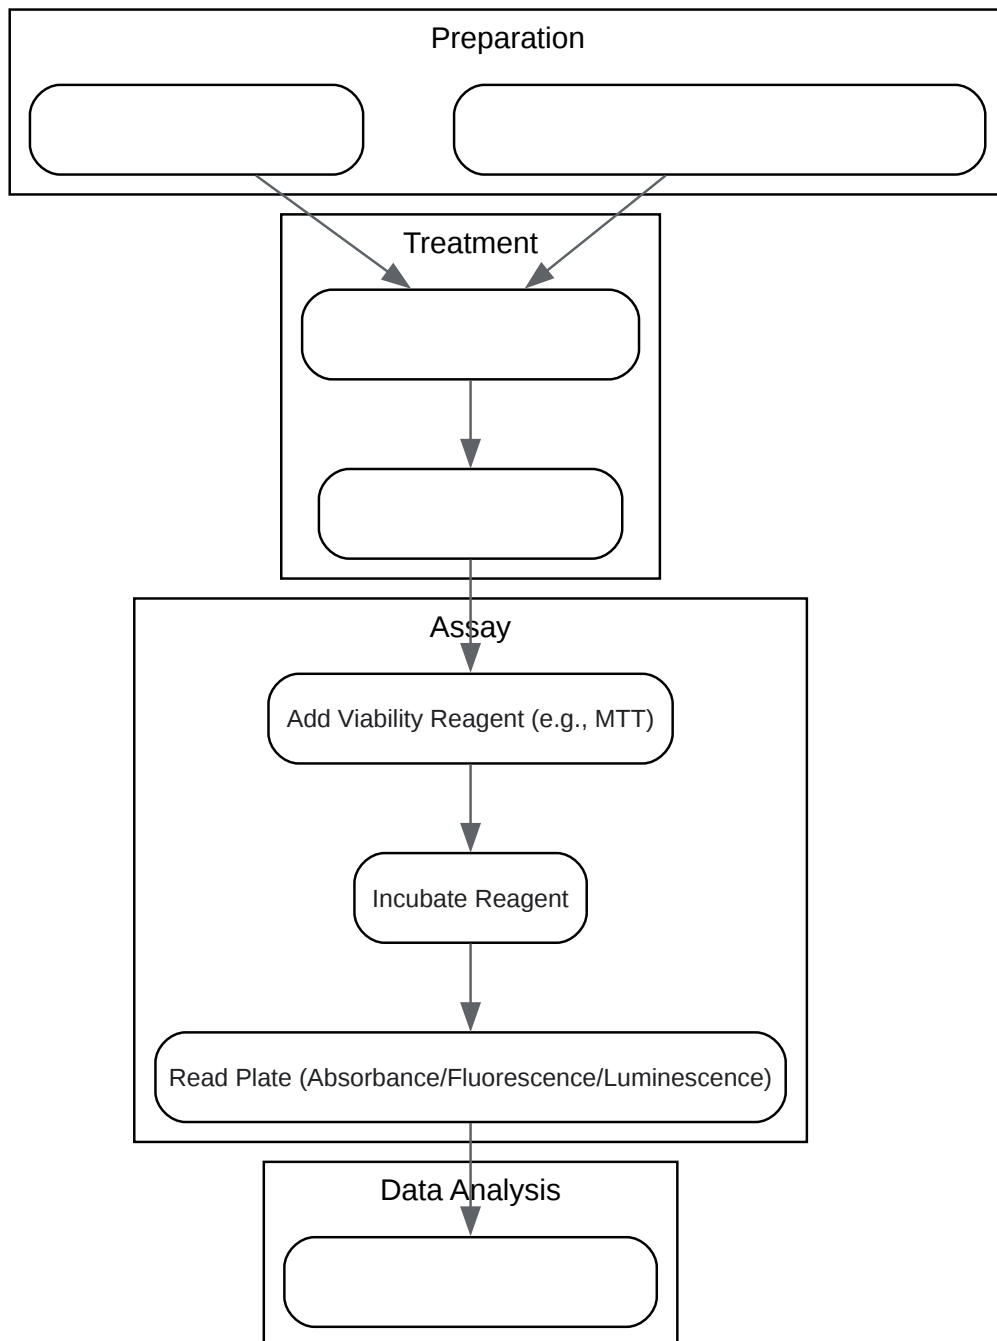 Preparation
Treatment
Assay
Add Viability Reagent (e.g., MTT)
Incubate Reagent
Read Plate (Absorbance/Fluorescence/Luminescence)
Data Analysis